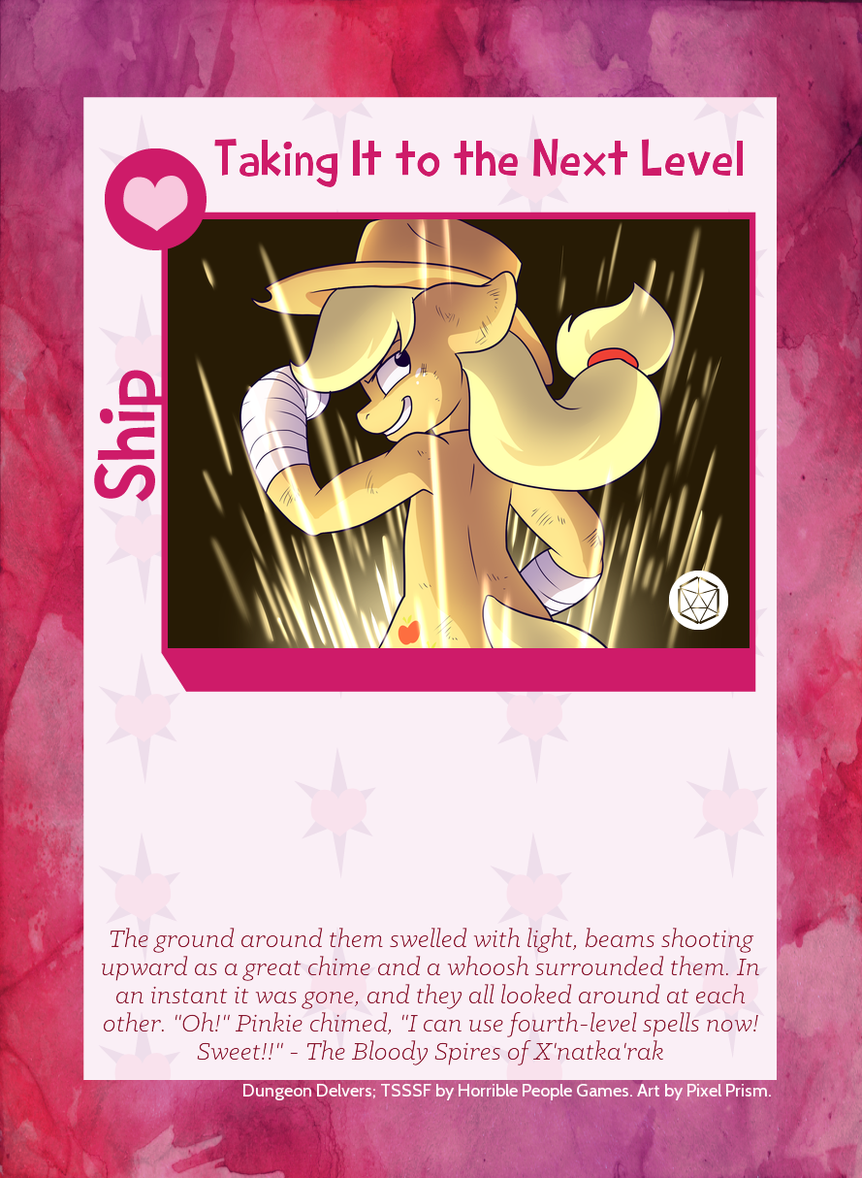 Taking It to the Next Level
Ship
The ground around them swelled with light, beams shooting
upward as a great chime and a whoosh surrounded them. In
an instant it was gone, and they all looked around at each
other. "Oh!" Pinkie chimed, "I can use fourth-level spells now!
Sweet!!" - The Bloody Spires of X'natka'rak
Dungeon Delvers; TSSSF by Horrible People Games. Art by Pixel Prism.